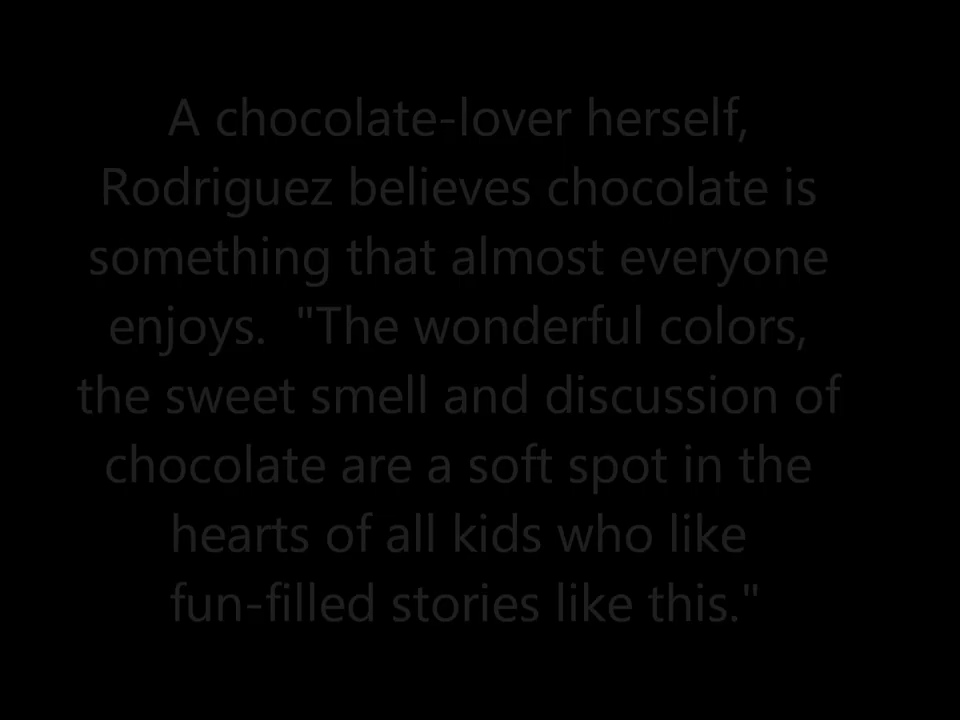 A chocolate-lover herself,
Rodriguez believes chocolate is
something that almost everyone
enjoys.  "The wonderful colors,
the sweet smell and discussion of
chocolate are a soft spot in the
hearts of all kids who like
fun-filled stories like this."